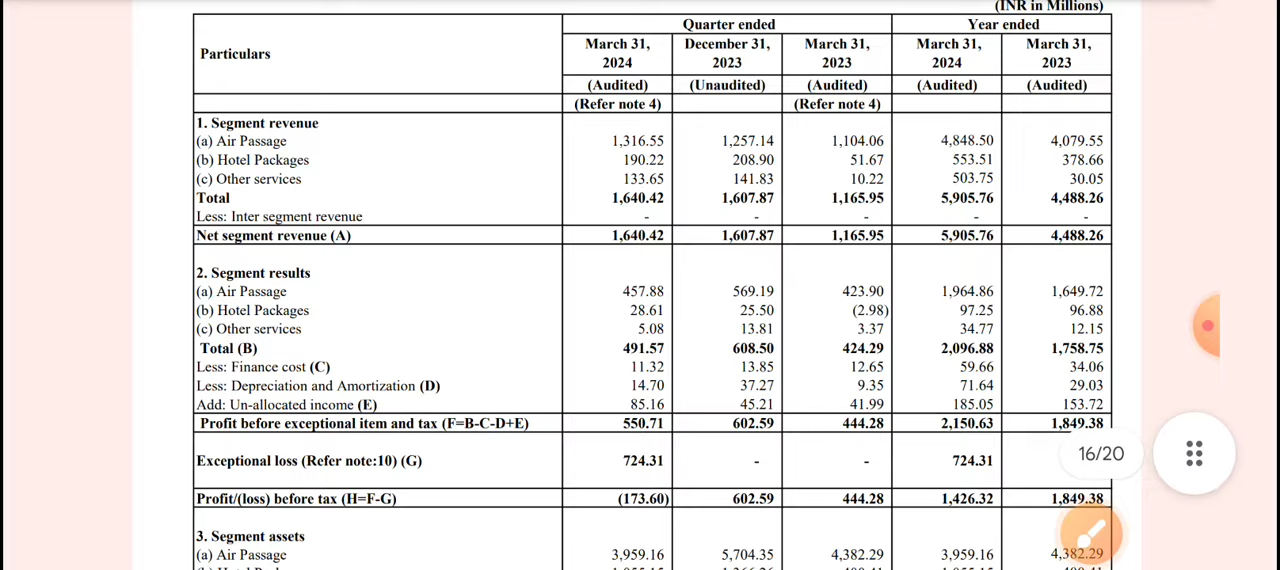 (INR in Millions)
Particulars Quarter ended Year ended
March 31, 2024 December 31, 2023 March 31, 2023 March 31, 2024 March 31, 2023
(Audited) (Unaudited) (Audited) (Audited) (Audited)
(Refer note 4) (Refer note 4)
1. Segment revenue
(a) Air Passage 1,316.55 1,257.14 1,104.06 4,848.50 4,079.55
(b) Hotel Packages 190.22 208.90 51.67 553.51 378.66
(c) Other services 133.65 141.83 10.22 503.75 30.05
Total 1,640.42 1,607.87 1,165.95 5,905.76 4,488.26
Less: Inter segment revenue - - - - -
Net segment revenue (A) 1,640.42 1,607.87 1,165.95 5,905.76 4,488.26
2. Segment results
(a) Air Passage 457.88 569.19 423.90 1,964.86 1,649.72
(b) Hotel Packages 28.61 25.50 (2.98) 97.25 96.88
(c) Other services 5.08 13.81 3.37 34.77 12.15
Total (B) 491.57 608.50 424.29 2,096.88 1,758.75
Less: Finance cost (C) 11.32 13.85 12.65 59.66 34.06
Less: Depreciation and Amortization (D) 14.70 37.27 9.35 71.64 29.03
Add: Un-allocated income (E) 85.16 45.21 41.99 185.05 153.72
Profit before exceptional item and tax (F=B-C-D+E) 550.71 602.59 444.28 2,150.63 1,849.38
16/20
Exceptional loss (Refer note:10) (G) 724.31 - - 724.31
Profit/(loss) before tax (H=F-G) (173.60) 602.59 444.28 1,426.32 1,849.38
3. Segment assets
(a) Air Passage 3,959.16 5,704.35 4,382.29 3,959.16 4,382.29